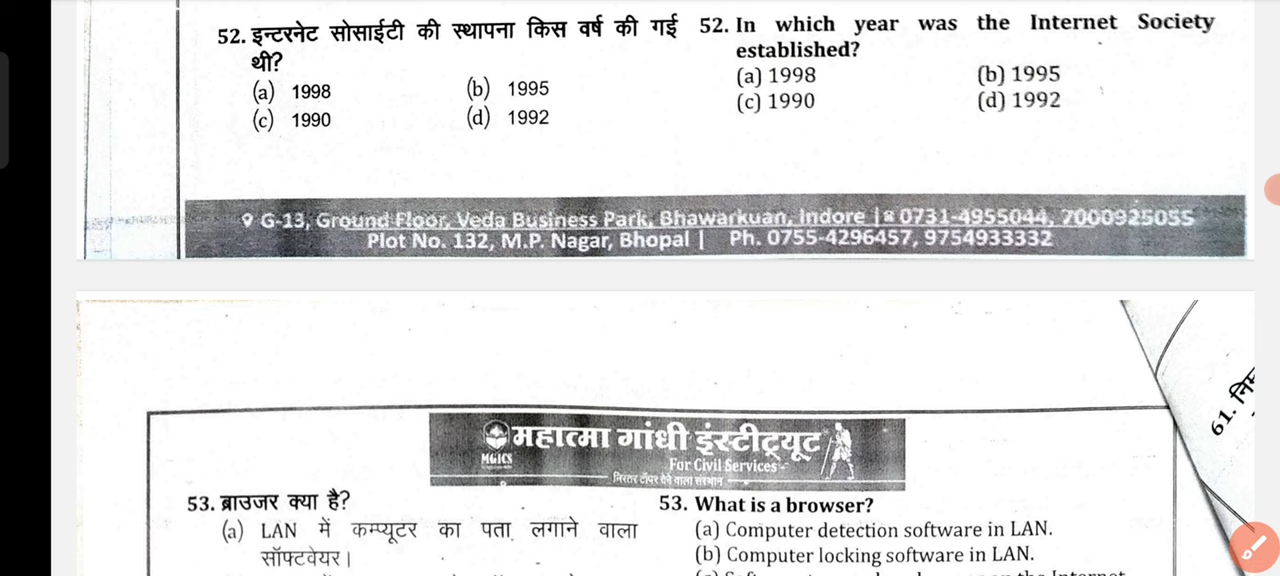 52. इन्टरनेट सोसाईटी की स्थापना किस वर्ष की गई
थी?
(a) 1998 (b) 1995
(c) 1990 (d) 1992
52. In which year was the Internet Society
established?
(a) 1998 (b) 1995
(c) 1990 (d) 1992
G-13, Ground Floor, Veda Business Park, Bhawarkuan, Indore | 0731-4955044, 7000925055
Plot No. 132, M.P. Nagar, Bhopal | Ph. 0755-4296457, 9754933332
महात्मा गांधी इंस्टीट्यूट
MGICS
For Civil Services
निरंतर टॉपर देने वाला संस्थान
53. ब्राउजर क्या है?
(a) LAN में कम्प्यूटर का पता लगाने वाला
सॉफ्टवेयर।
53. What is a browser?
(a) Computer detection software in LAN.
(b) Computer locking software in LAN.
61. निम्